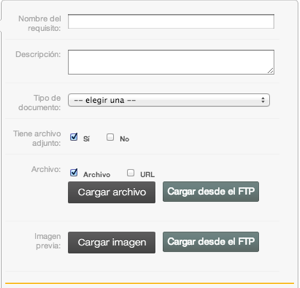 Nombre del
requisito:
Descripción:
Tipo de
documento:
-- elegir una --
Tiene archivo
adjunto:
Sí No
Archivo:
Archivo URL
Cargar archivo Cargar desde el FTP
Imagen
previa:
Cargar imagen Cargar desde el FTP